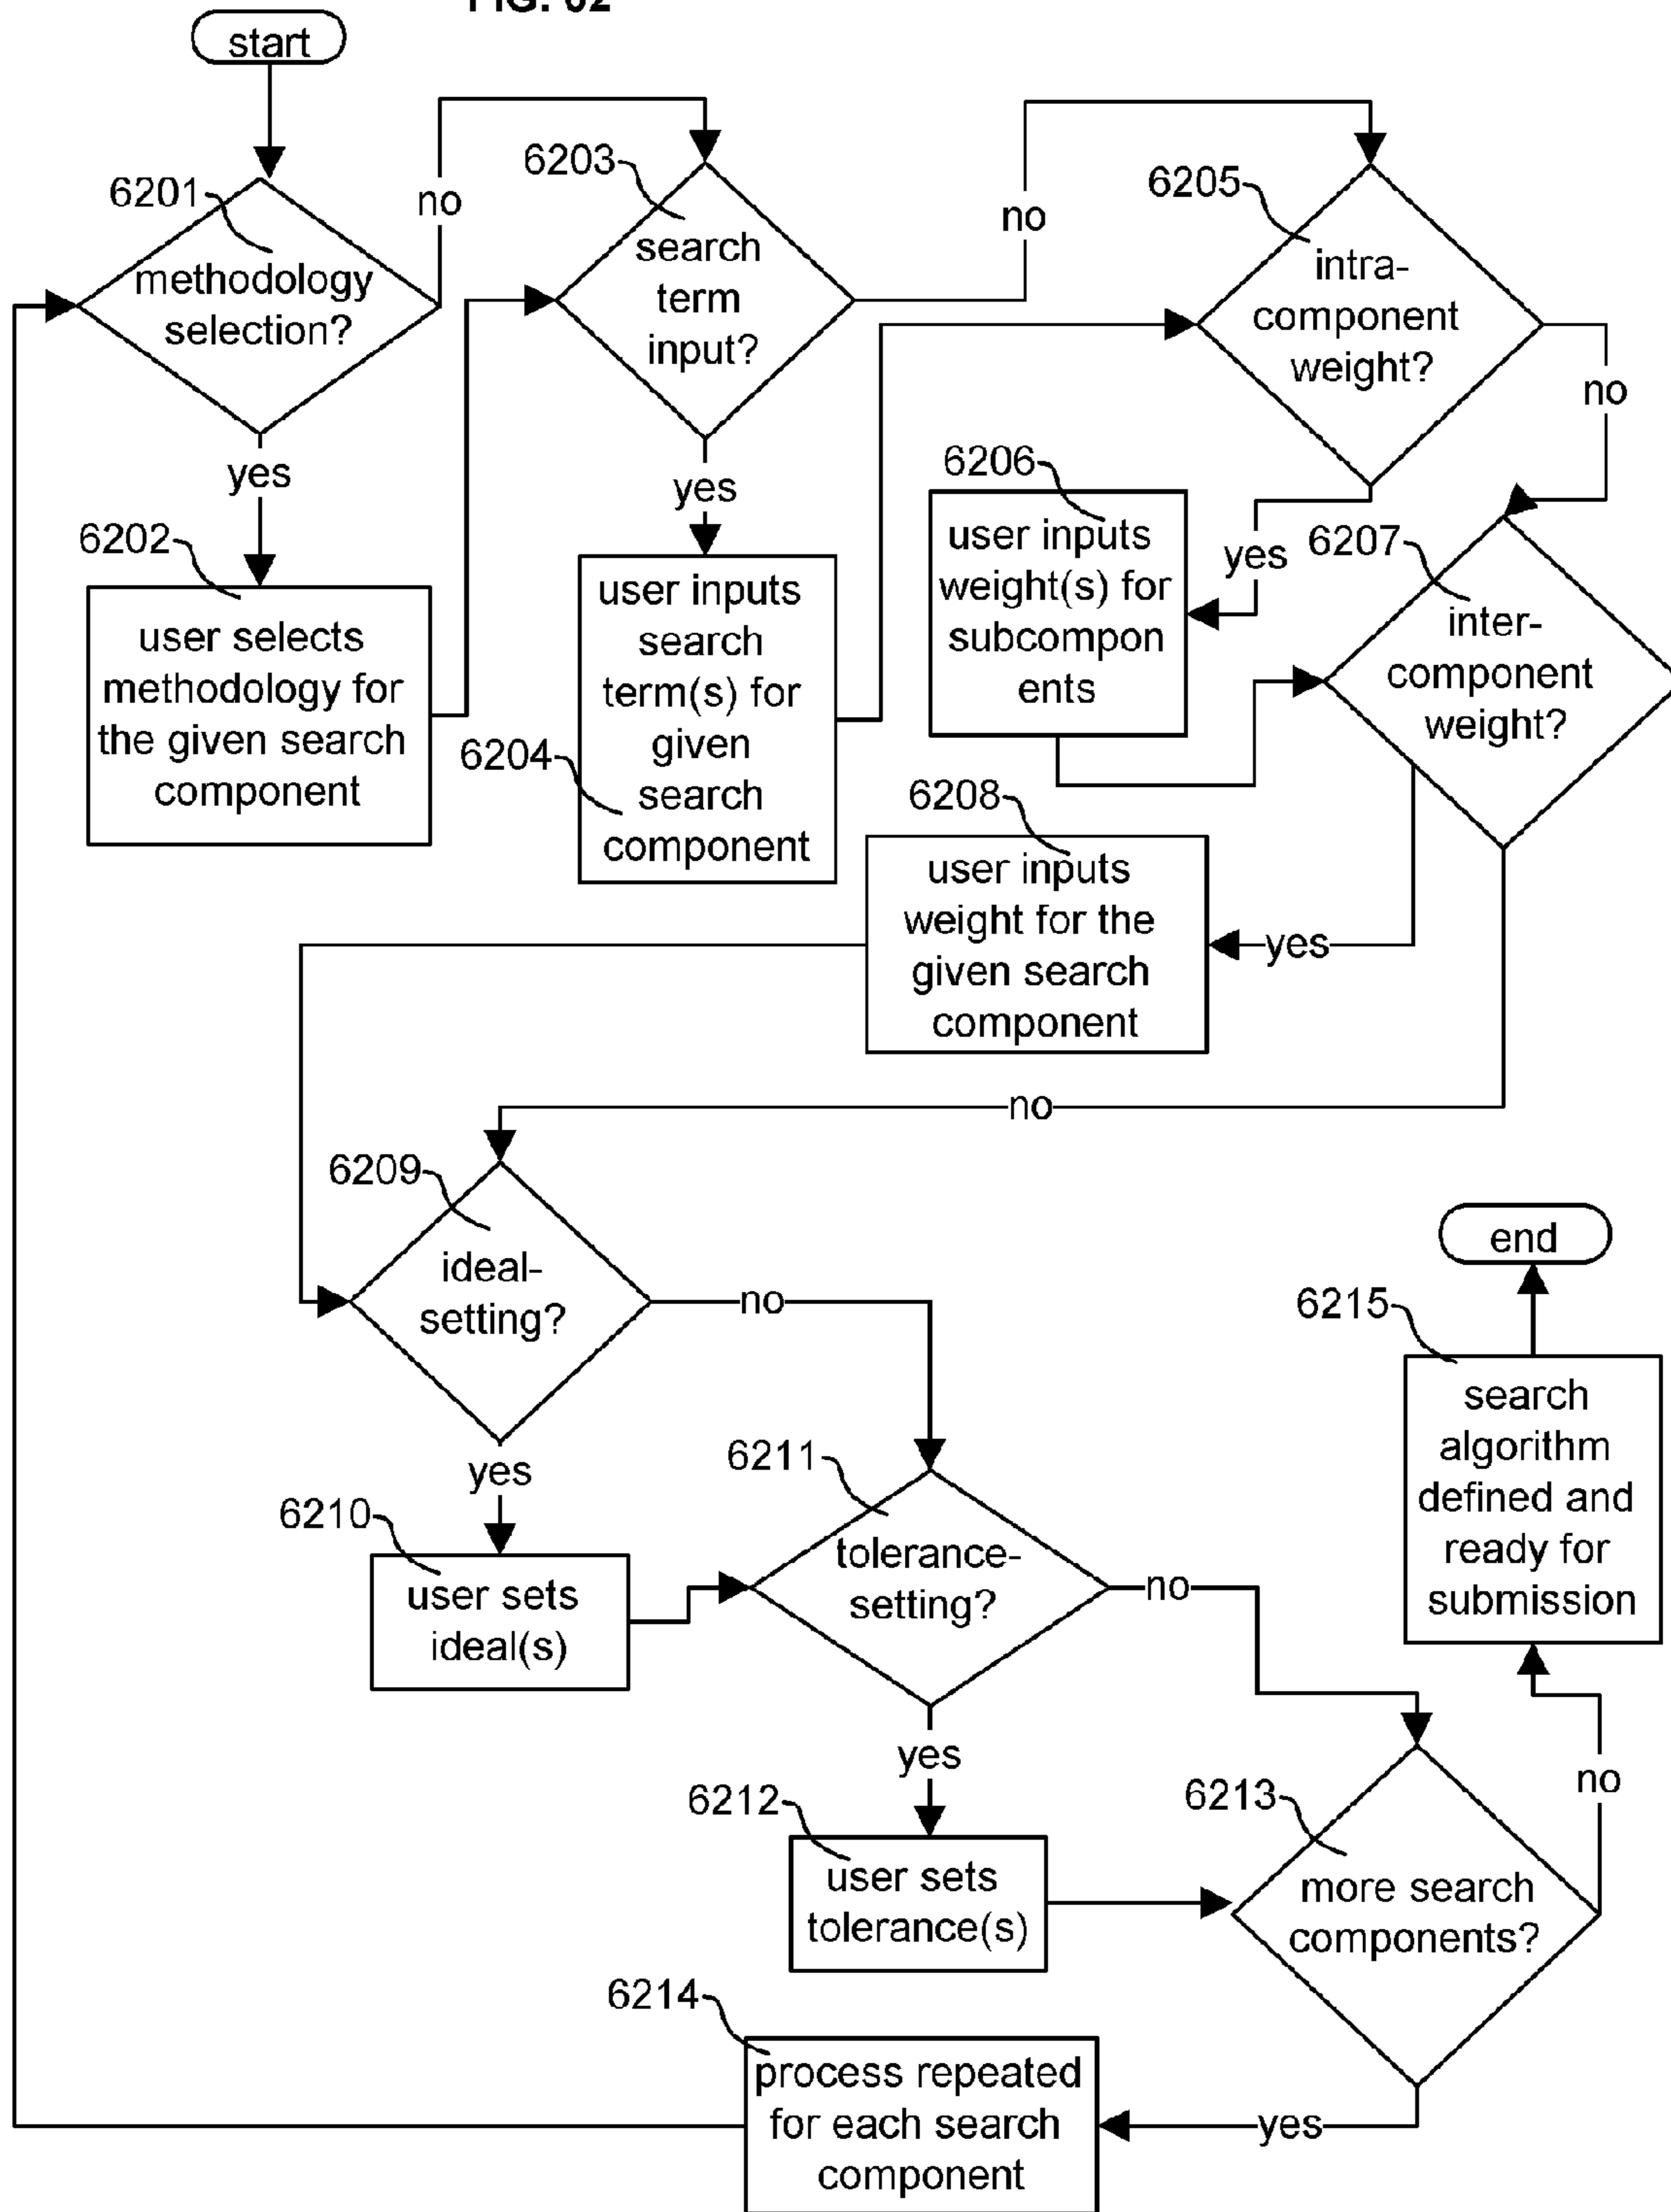 FIG. 62
start
6201
methodology
selection?
no
yes
6202
user selects
methodology for
the given search
component
6203
search
term
input?
no
yes
6204
user inputs
search
term(s) for
given
search
component
6205
intra-
component
weight?
no
yes
6206
user inputs
weight(s) for
subcompon
ents
6207
inter-
component
weight?
yes
6208
user inputs
weight for the
given search
component
no
6209
ideal-
setting?
no
yes
6210
user sets
ideal(s)
6211
tolerance-
setting?
no
yes
6212
user sets
tolerance(s)
6213
more search
components?
no
yes
6214
process repeated
for each search
component
6215
search
algorithm
defined and
ready for
submission
end